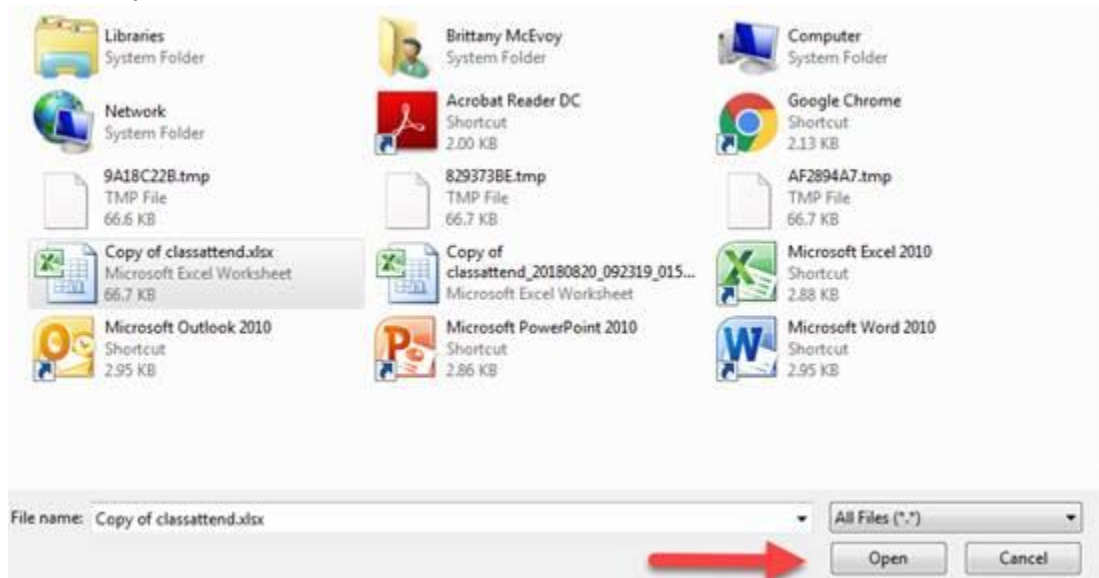 Libraries
System Folder
Brittany McEvoy
System Folder
Computer
System Folder
Network
System Folder
Acrobat Reader DC
Shortcut
2.00 KB
Google Chrome
Shortcut
2.13 KB
9A18C22B.tmp
TMP File
66.6 KB
829373BE.tmp
TMP File
66.7 KB
AF2894A7.tmp
TMP File
66.7 KB
Copy of classattend.xlsx
Microsoft Excel Worksheet
66.7 KB
Copy of
classattend_20180820_092319_015...
Microsoft Excel Worksheet
Microsoft Excel 2010
Shortcut
2.88 KB
Microsoft Outlook 2010
Shortcut
2.95 KB
Microsoft PowerPoint 2010
Shortcut
2.86 KB
Microsoft Word 2010
Shortcut
2.95 KB
File name: Copy of classattend.xlsx
All Files (*.*)
Open Cancel